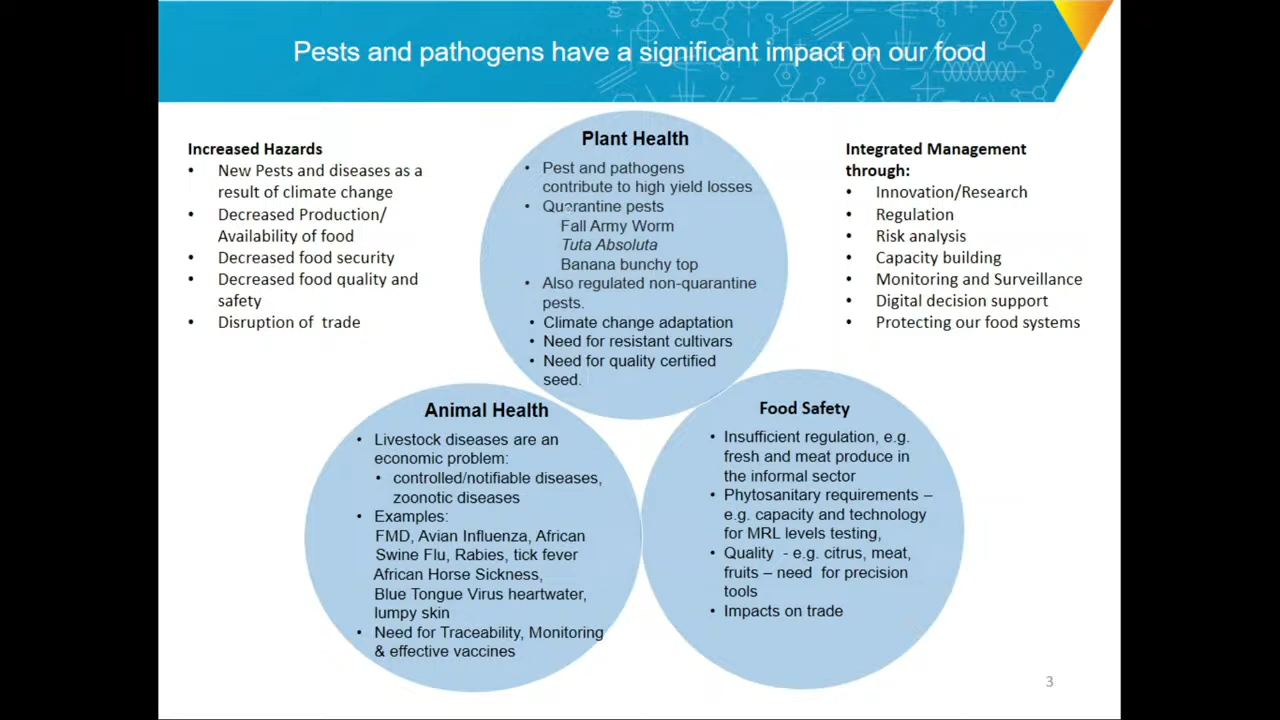 Pests and pathogens have a significant impact on our food
Increased Hazards
• New Pests and diseases as a
result of climate change
• Decreased Production/
Availability of food
• Decreased food security
• Decreased food quality and
safety
• Disruption of trade
Plant Health
• Pest and pathogens
contribute to high yield losses
• Quarantine pests
Fall Army Worm
Tuta Absoluta
Banana bunchy top
• Also regulated non-quarantine
pests.
• Climate change adaptation
• Need for resistant cultivars
• Need for quality certified
seed.
Integrated Management
through:
• Innovation/Research
• Regulation
• Risk analysis
• Capacity building
• Monitoring and Surveillance
• Digital decision support
• Protecting our food systems
Animal Health
• Livestock diseases are an
economic problem:
• controlled/notifiable diseases,
zoonotic diseases
• Examples:
FMD, Avian Influenza, African
Swine Flu, Rabies, tick fever
African Horse Sickness,
Blue Tongue Virus heartwater,
lumpy skin
• Need for Traceability, Monitoring
& effective vaccines
Food Safety
• Insufficient regulation, e.g.
fresh and meat produce in
the informal sector
• Phytosanitary requirements –
e.g. capacity and technology
for MRL levels testing,
• Quality - e.g. citrus, meat,
fruits – need for precision
tools
• Impacts on trade
3